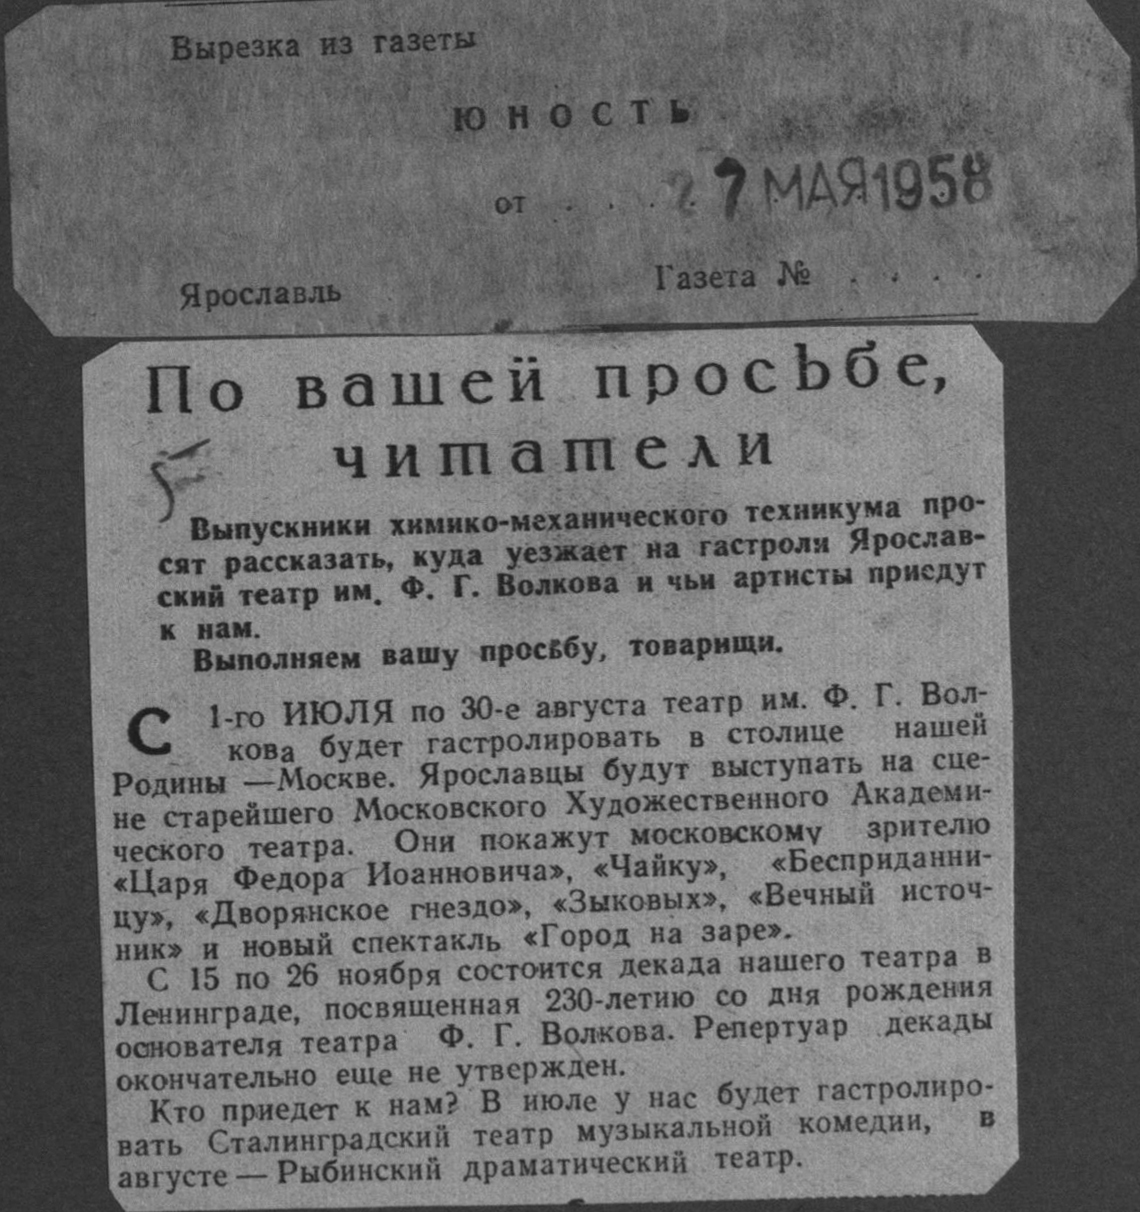 Вырезка из газеты
ЮНОСТЬ
от . . . . 27 МАЯ 1958
Ярославль
Газета № . . . .
По вашей просьбе,
читатели
Выпускники химико-механического техникума про-
сят рассказать, куда уезжает на гастроли Ярослав-
ский театр им. Ф. Г. Волкова и чьи артисты приедут
к нам.
Выполняем вашу просьбу, товарищи.
С 1-го ИЮЛЯ по 30-е августа театр им. Ф. Г. Вол-
кова будет гастролировать в столице нашей
Родины —Москве. Ярославцы будут выступать на сце-
не старейшего Московского Художественного Академи-
ческого театра. Они покажут московскому зрителю
«Царя Федора Иоанновича», «Чайку», «Бесприданни-
цу», «Дворянское гнездо», «Зыковых», «Вечный источ-
ник» и новый спектакль «Город на заре».
С 15 по 26 ноября состоится декада нашего театра в
Ленинграде, посвященная 230-летию со дня рождения
основателя театра Ф. Г. Волкова. Репертуар декады
окончательно еще не утвержден.
Кто приедет к нам? В июле у нас будет гастролиро-
вать Сталинградский театр музыкальной комедии, в
августе — Рыбинский драматический театр.